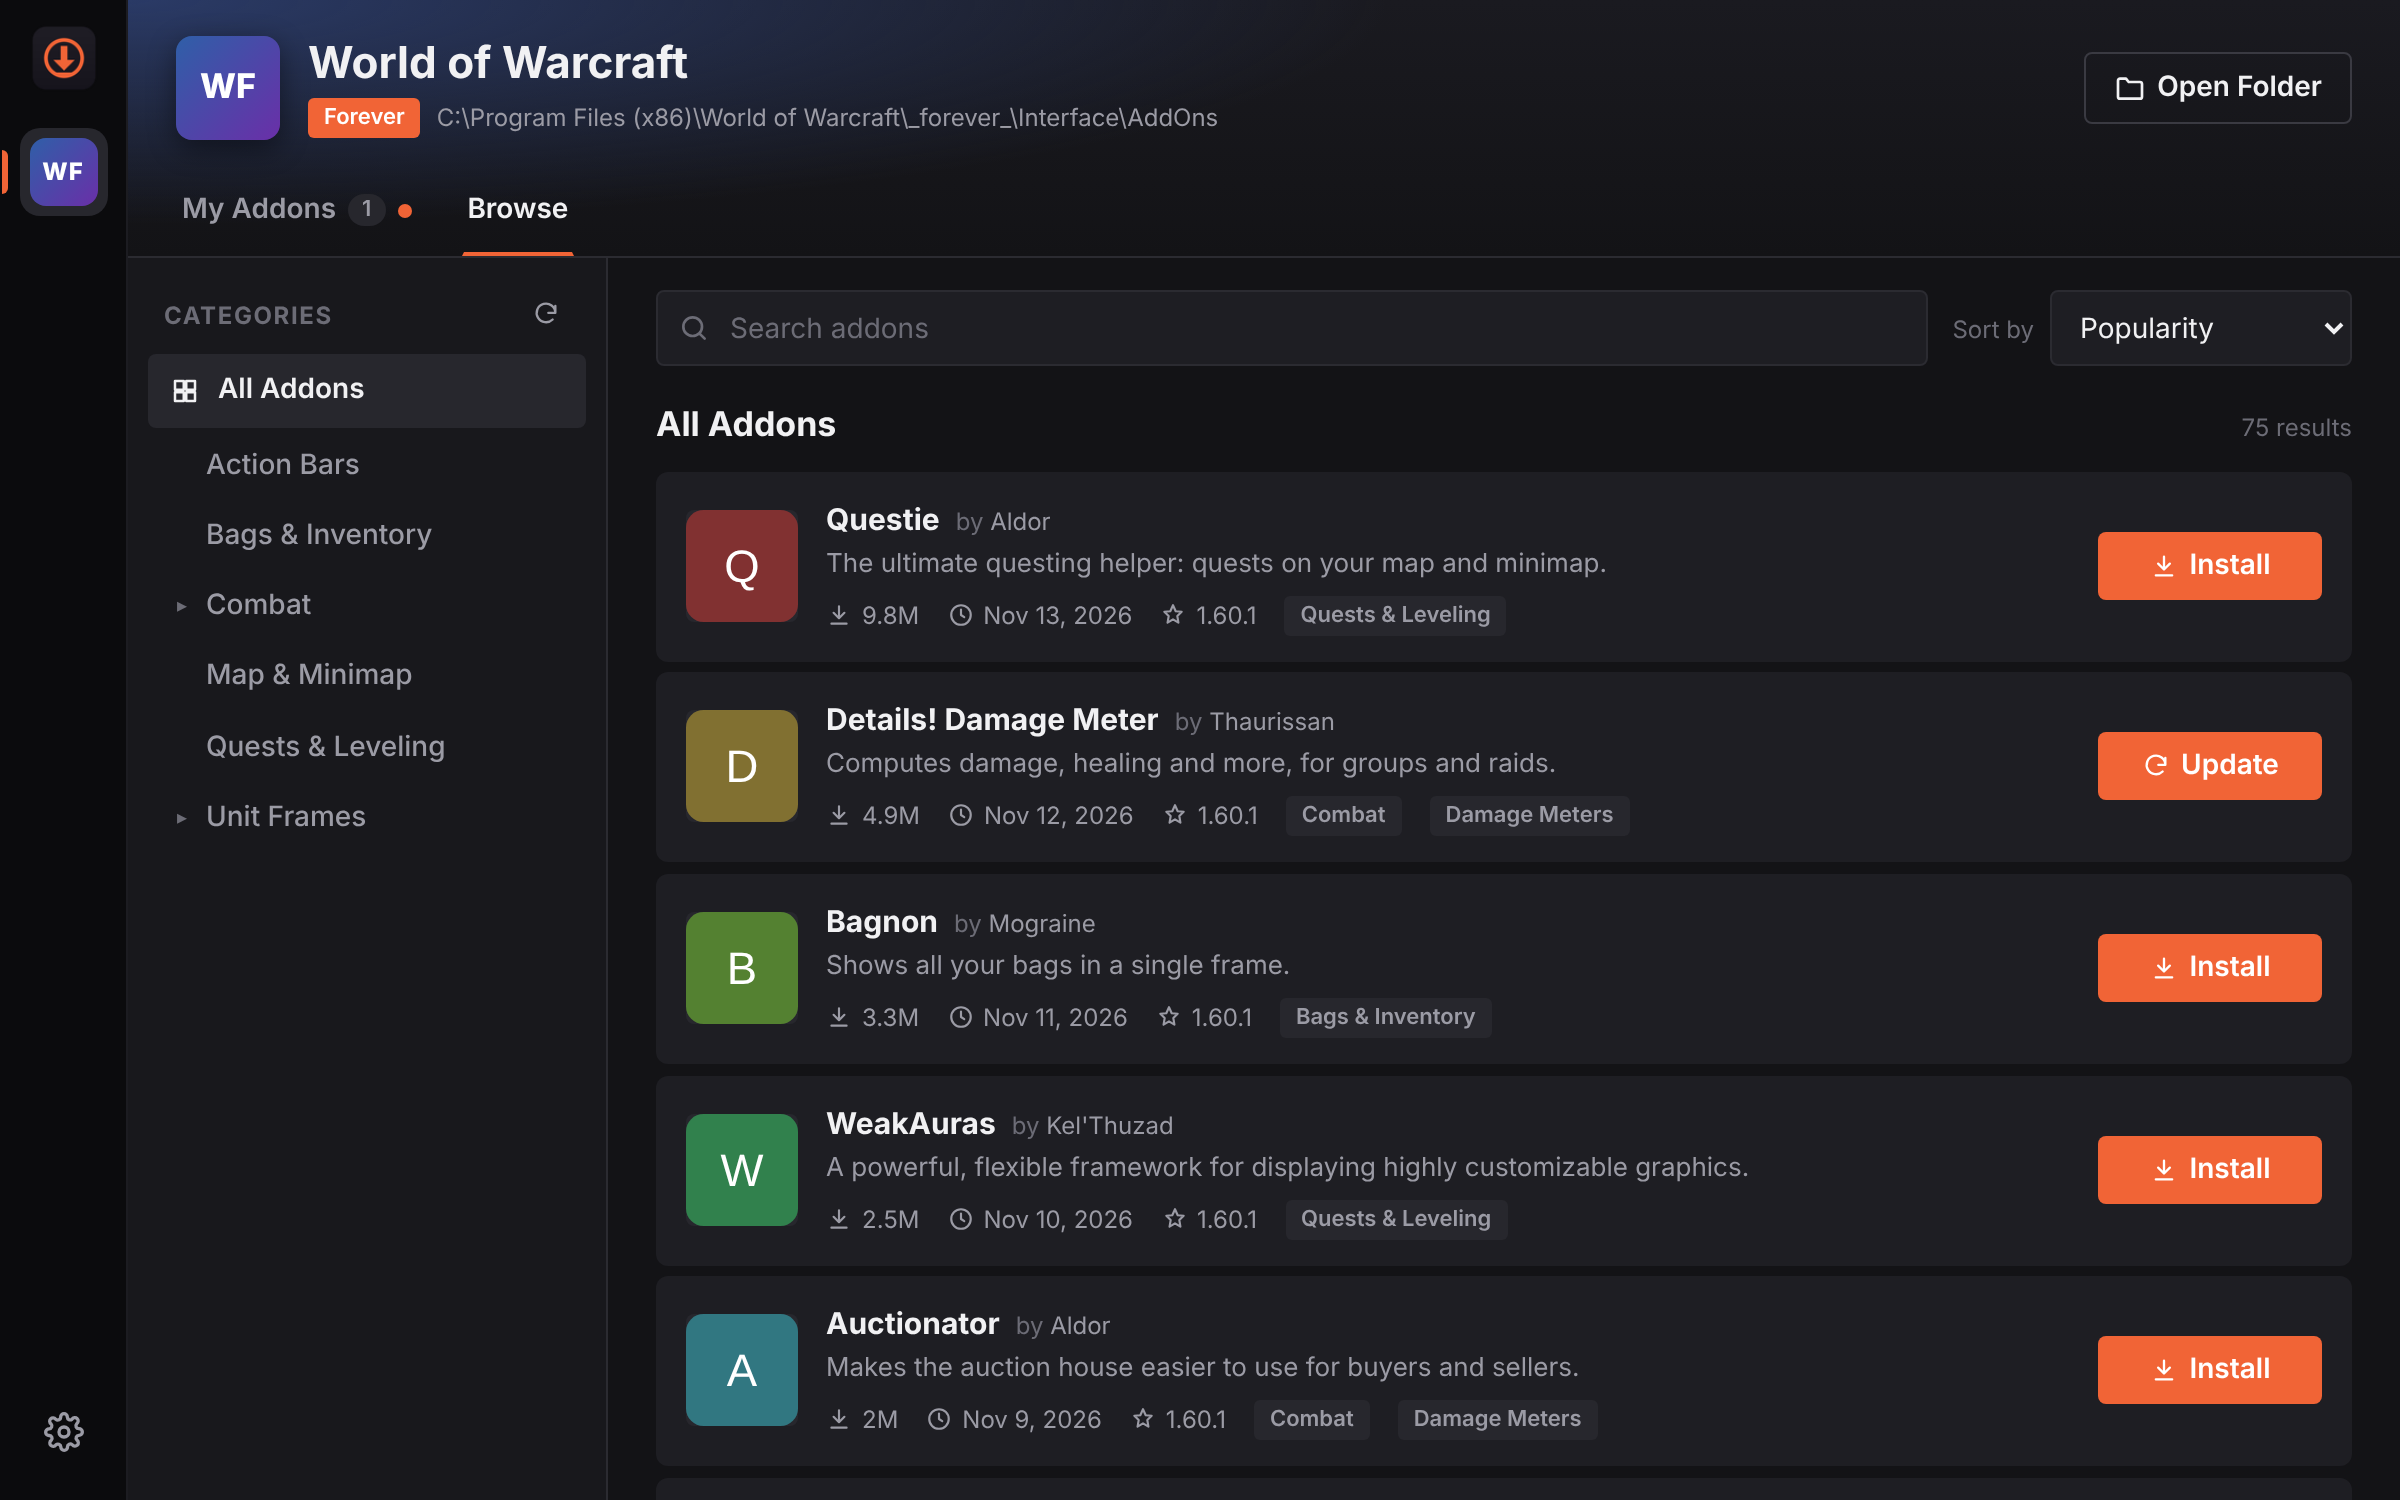 WF
World of Warcraft
Forever C:\Program Files (x86)\World of Warcraft\_forever_\Interface\AddOns
Open Folder
WF
My Addons 1
Browse
CATEGORIES
All Addons
Action Bars
Bags & Inventory
Combat
Map & Minimap
Quests & Leveling
Unit Frames
Search addons
Sort by Popularity
All Addons
75 results
Q
Questie by Aldor
The ultimate questing helper: quests on your map and minimap.
9.8M Nov 13, 2026 1.60.1 Quests & Leveling
Install
D
Details! Damage Meter by Thaurissan
Computes damage, healing and more, for groups and raids.
4.9M Nov 12, 2026 1.60.1 Combat Damage Meters
Update
B
Bagnon by Mograine
Shows all your bags in a single frame.
3.3M Nov 11, 2026 1.60.1 Bags & Inventory
Install
W
WeakAuras by Kel'Thuzad
A powerful, flexible framework for displaying highly customizable graphics.
2.5M Nov 10, 2026 1.60.1 Quests & Leveling
Install
A
Auctionator by Aldor
Makes the auction house easier to use for buyers and sellers.
2M Nov 9, 2026 1.60.1 Combat Damage Meters
Install